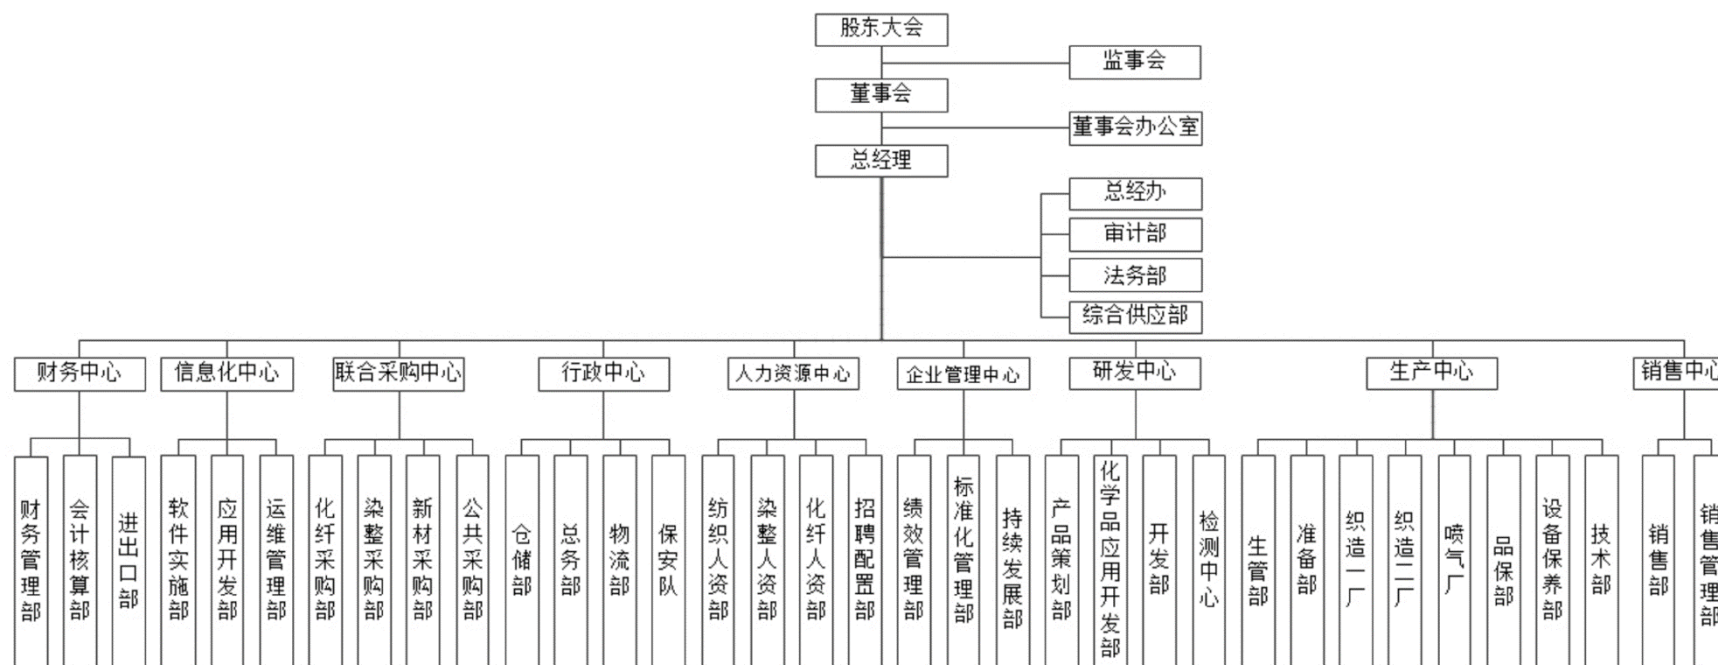 股东大会
监事会
董事会
董事会办公室
总经理
总经办
审计部
法务部
综合供应部
财务中心
信息化中心
联合采购中心
行政中心
人力资源中心
企业管理中心
研发中心
生产中心
销售中心
财务管理部
会计核算部
进出口部
软件实施部
应用开发部
运维管理部
化纤采购部
染整采购部
新材采购部
公共采购部
仓储部
总务部
物流部
保安队
纺织人资部
染整人资部
化纤人资部
招聘配置部
绩效管理部
标准化管理部
持续发展部
产品策划部
化学品应用开发部
开发部
检测中心
生管部
准备部
织造一厂
织造二厂
喷气厂
品保部
设备保养部
技术部
销售部
销售管理部